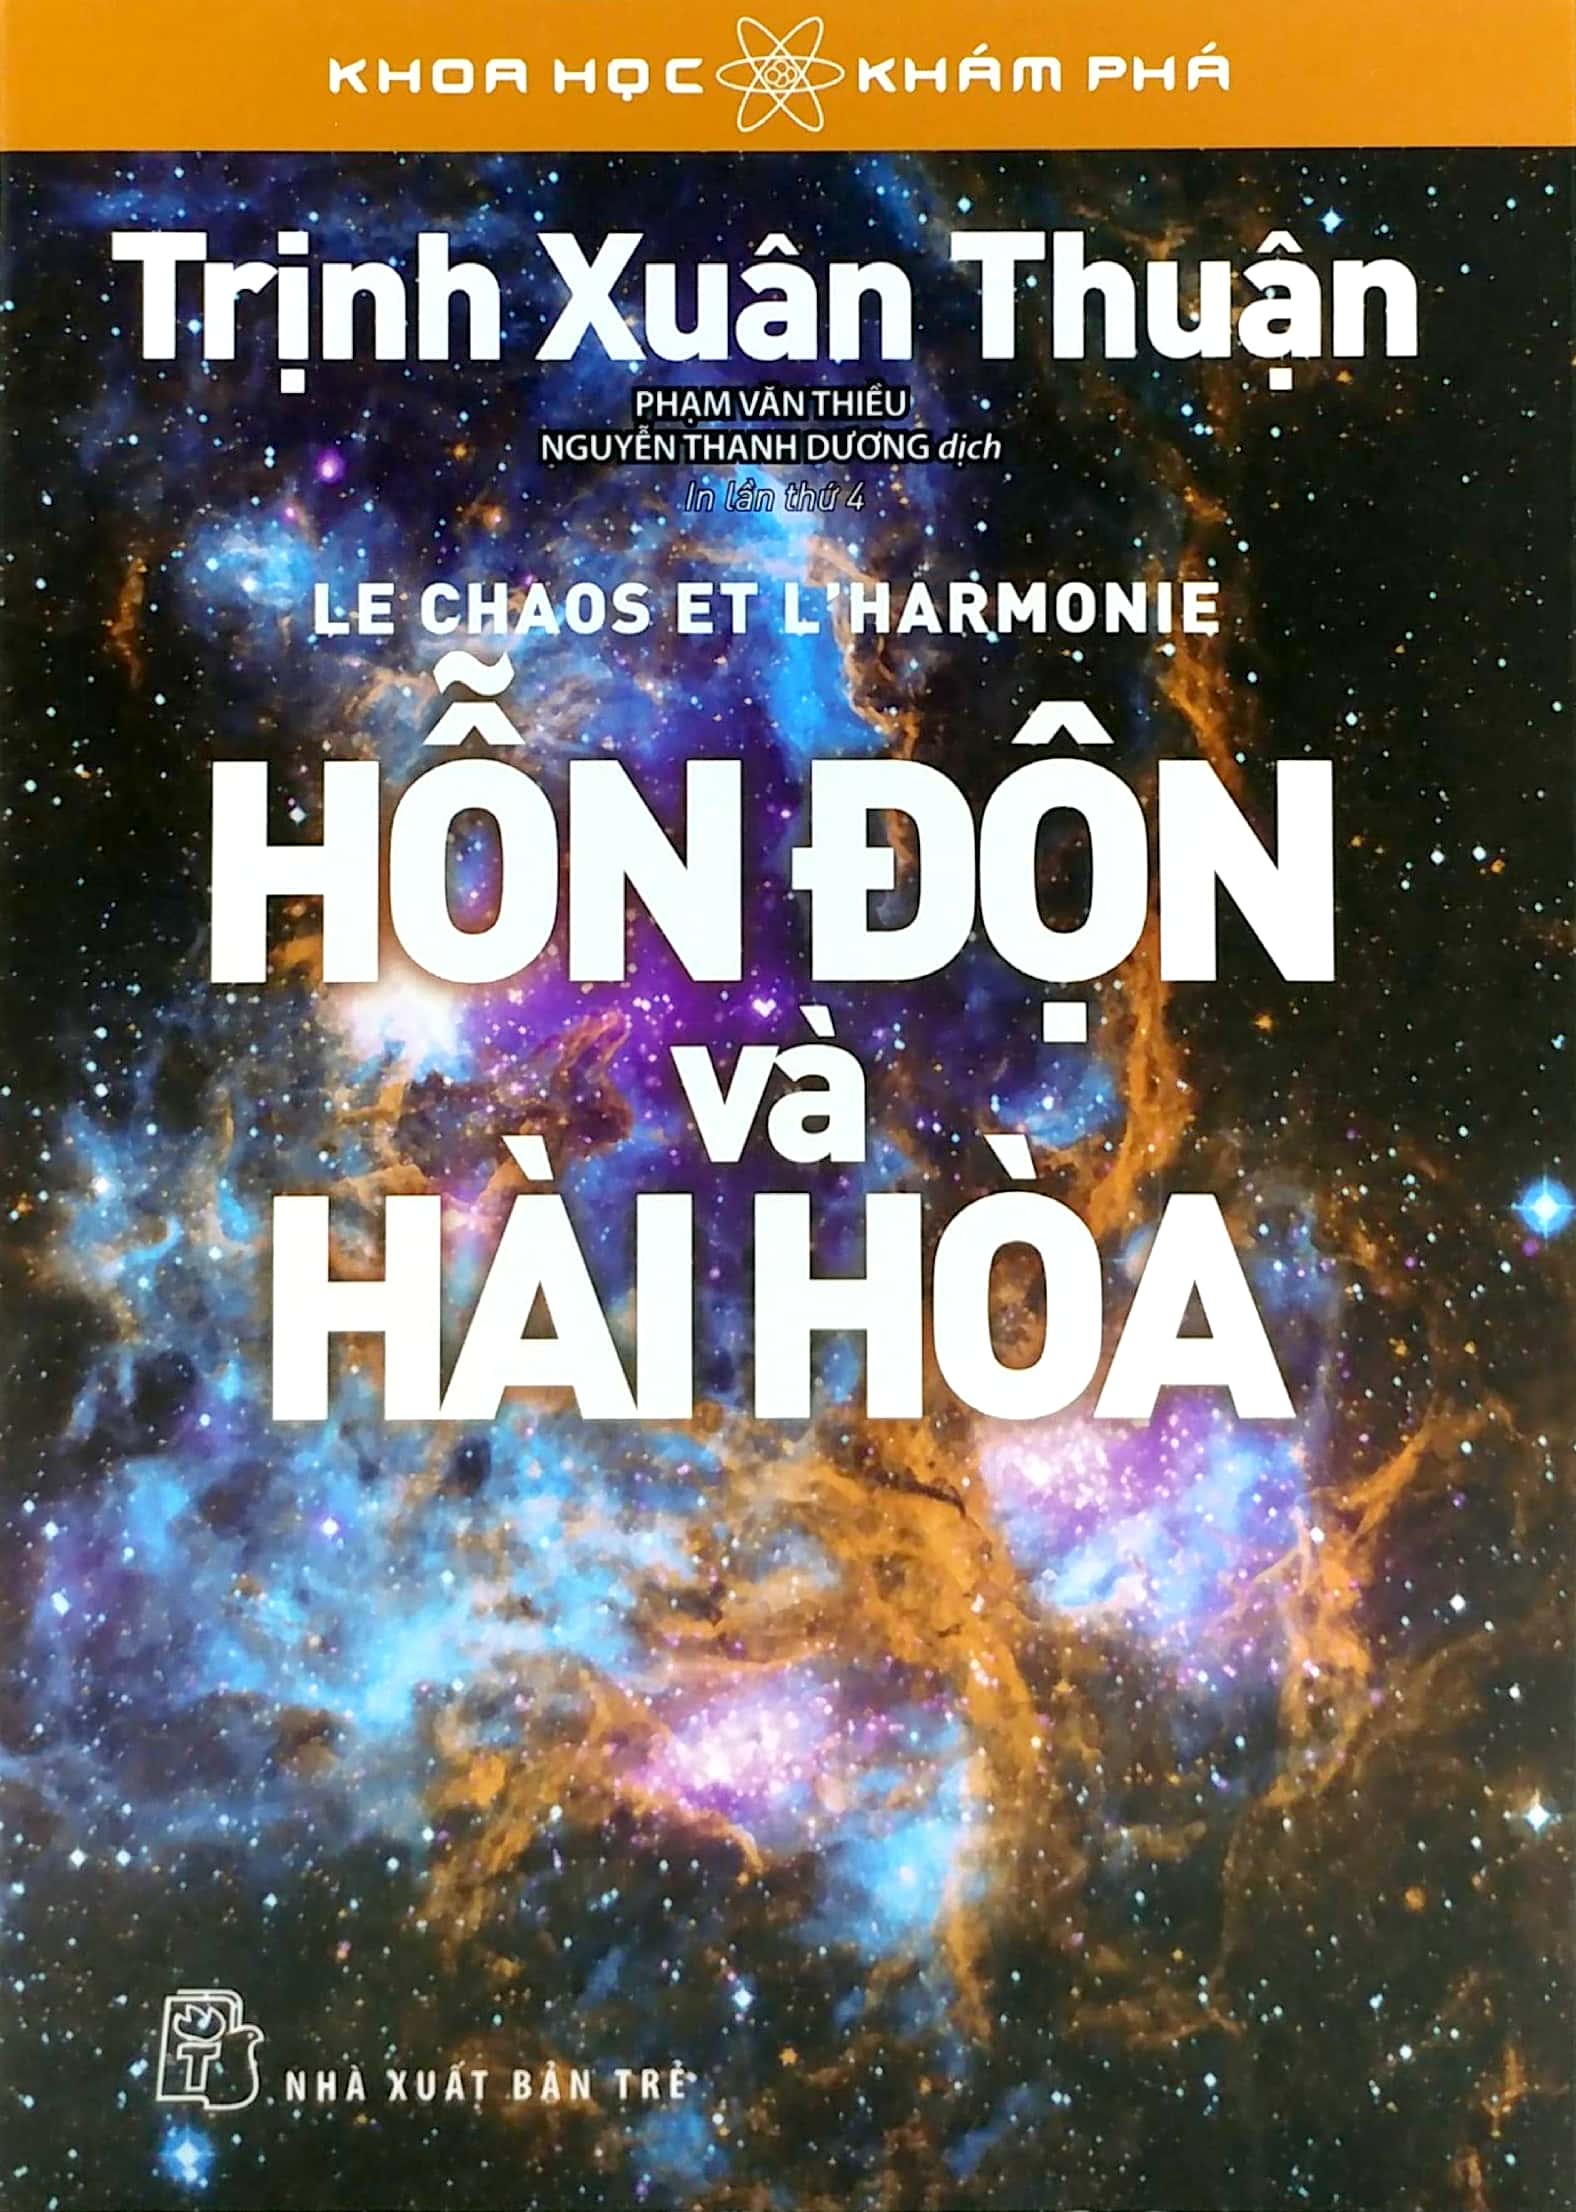 KHOA HỌC KHÁM PHÁ
Trịnh Xuân Thuận
PHẠM VĂN THIỀU
NGUYỄN THANH DƯƠNG dịch
In lần thứ 4
LE CHAOS ET L'HARMONIE
HỖN ĐỘN
và
HÀI HÒA
NHÀ XUẤT BẢN TRẺ